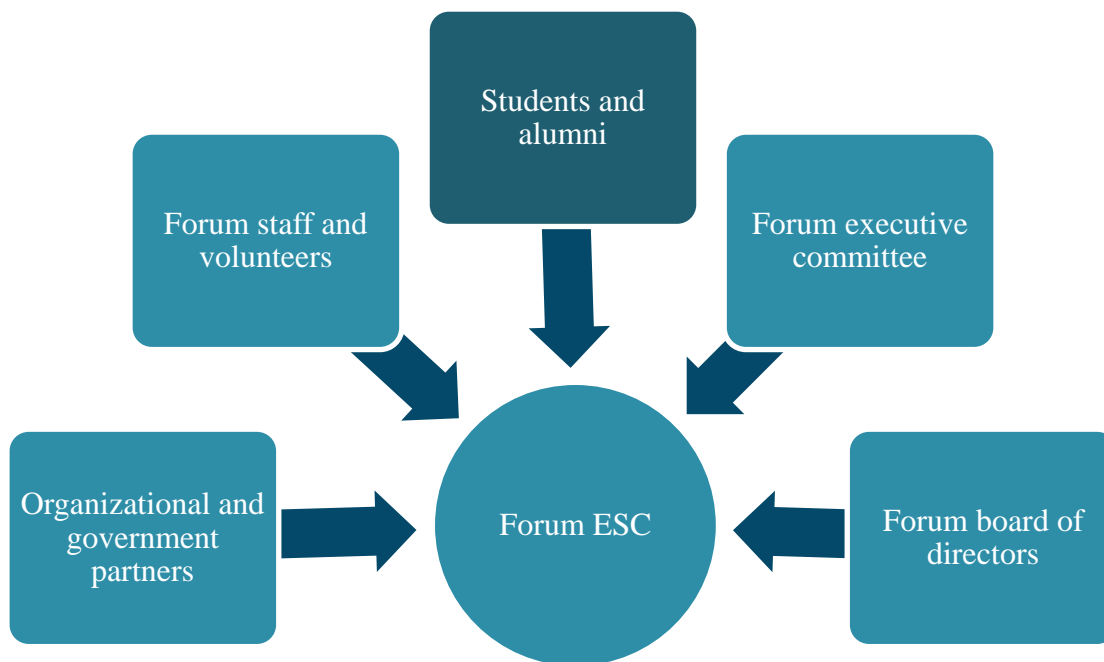 Students and
alumni
Forum staff and
volunteers
Forum executive
committee
Organizational and
government
partners
Forum ESC
Forum board of
directors